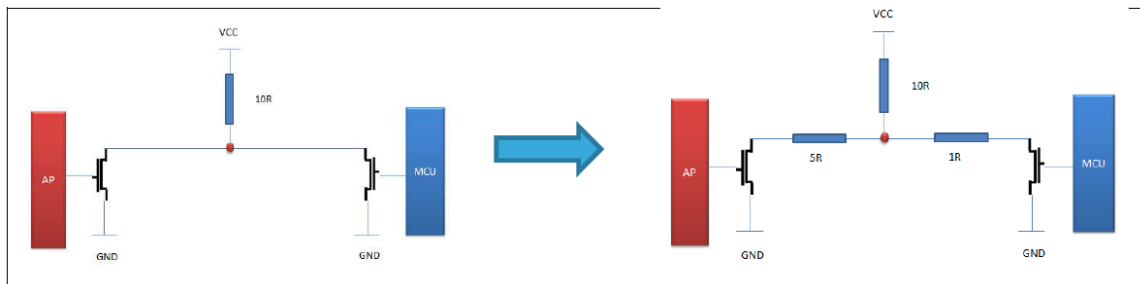 VCC
10R
AP
MCU
GND
GND
VCC
10R
5R
1R
AP
MCU
GND
GND